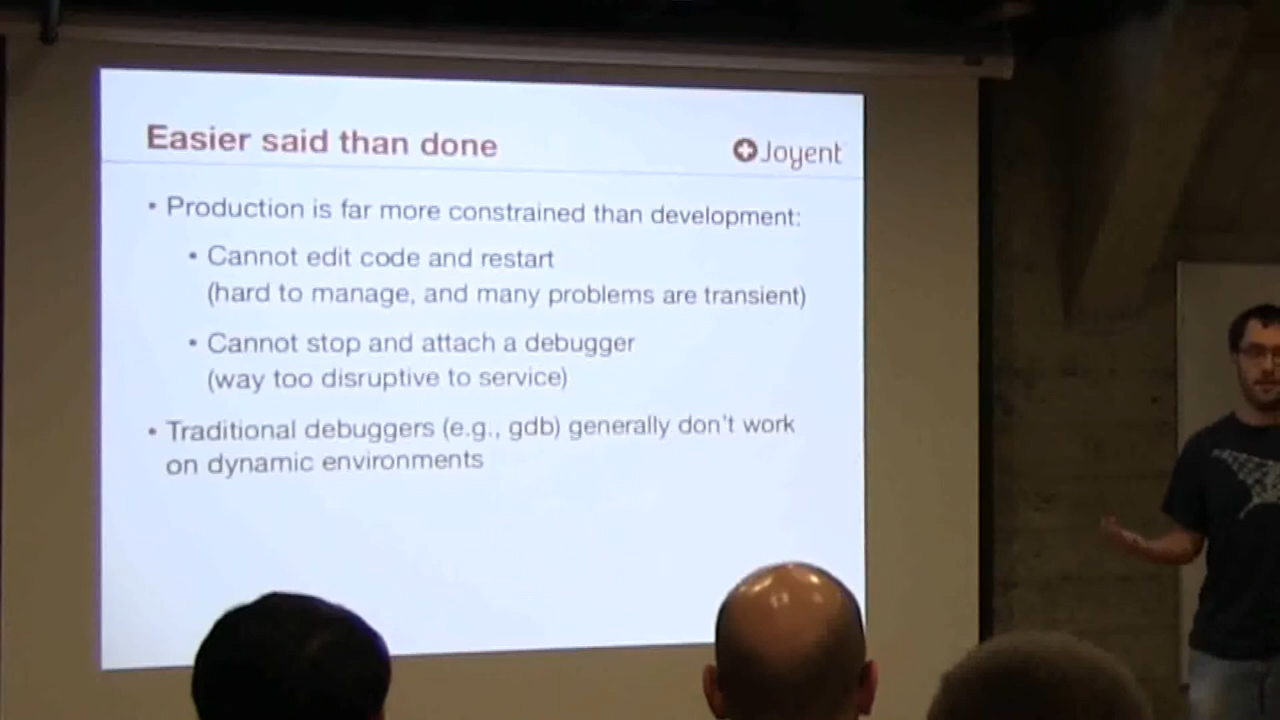 Easier said than done
Joyent
• Production is far more constrained than development:
• Cannot edit code and restart
(hard to manage, and many problems are transient)
• Cannot stop and attach a debugger
(way too disruptive to service)
• Traditional debuggers (e.g., gdb) generally don't work
on dynamic environments